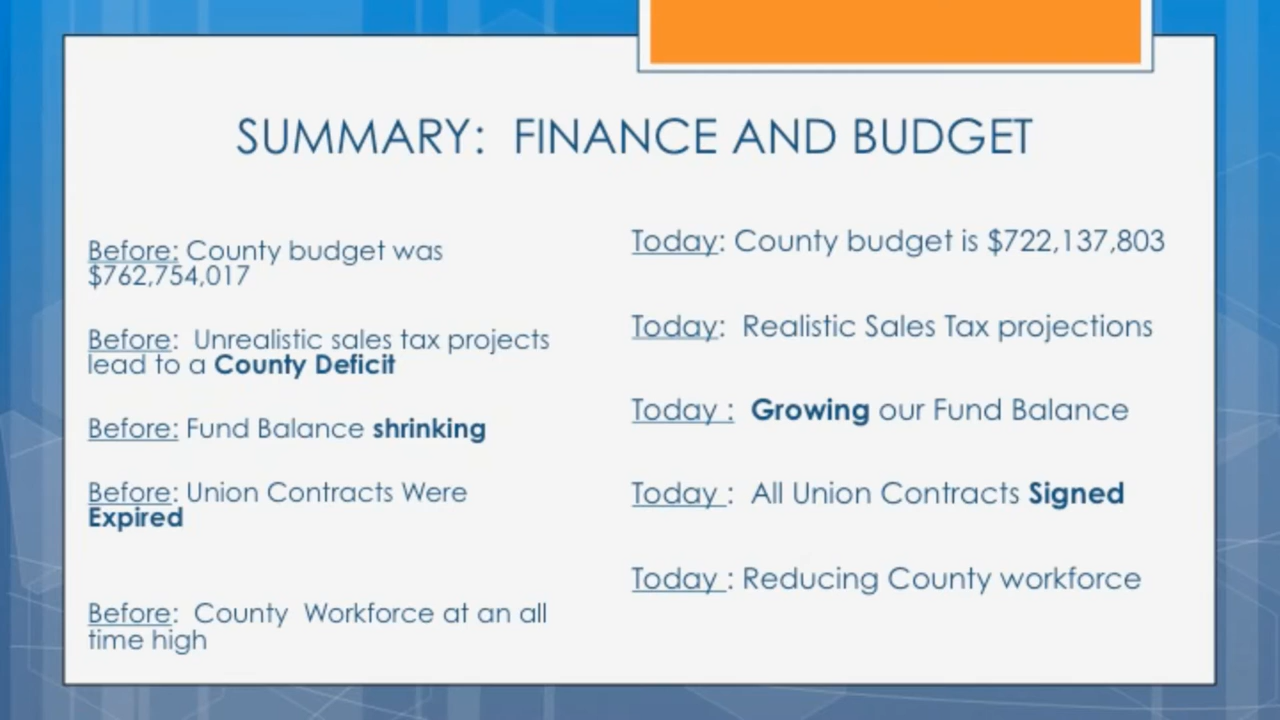 SUMMARY:  FINANCE AND BUDGET
Before: County budget was
$762,754,017
Before:  Unrealistic sales tax projects
lead to a County Deficit
Before: Fund Balance shrinking
Before: Union Contracts Were
Expired
Before:  County  Workforce at an all
time high
Today: County budget is $722,137,803
Today:  Realistic Sales Tax projections
Today :  Growing our Fund Balance
Today :  All Union Contracts Signed
Today : Reducing County workforce